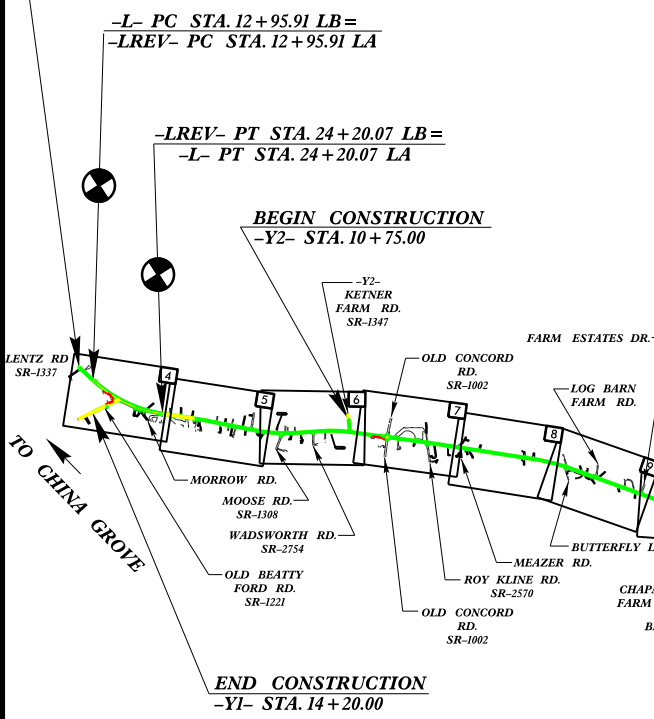 -L- PC STA. 12+95.91 LB=
-LREV- PC STA. 12+95.91 LA
-LREV- PT STA. 24+20.07 LB=
-L- PT STA. 24+20.07 LA
BEGIN CONSTRUCTION
-Y2- STA. 10+75.00
-Y2-
KETNER
FARM RD.
SR-1347
FARM ESTATES DR.
LENTZ RD
SR-1337
OLD CONCORD
RD.
SR-1002
LOG BARN
FARM RD.
4
5
6
7
8
9
TO CHINA GROVE
MORROW RD.
MOOSE RD.
SR-1308
WADSWORTH RD.
SR-2754
OLD BEATTY
FORD RD.
SR-1221
BUTTERFLY
MEAZER RD.
ROY KLINE RD.
SR-2570
OLD CONCORD
RD.
SR-1002
FARM
END CONSTRUCTION
-Y1- STA. 14+20.00